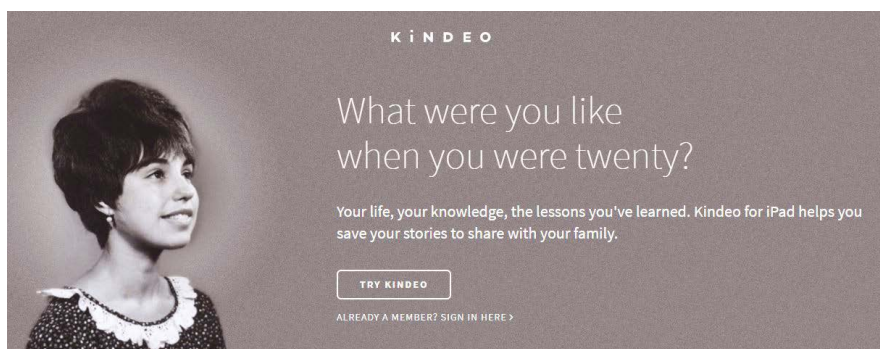 KiNDEO
What were you like
when you were twenty?
Your life, your knowledge, the lessons you've learned. Kindeo for iPad helps you
save your stories to share with your family.
TRY KINDEO
ALREADY A MEMBER? SIGN IN HERE >